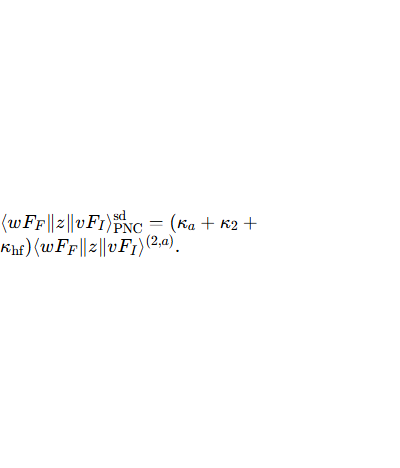 ⟨wF_F‖z‖vF_I⟩^{sd}_{PNC} = (κ_a + κ_2 +
κ_{hf})⟨wF_F‖z‖vF_I⟩^{(2,a)}.